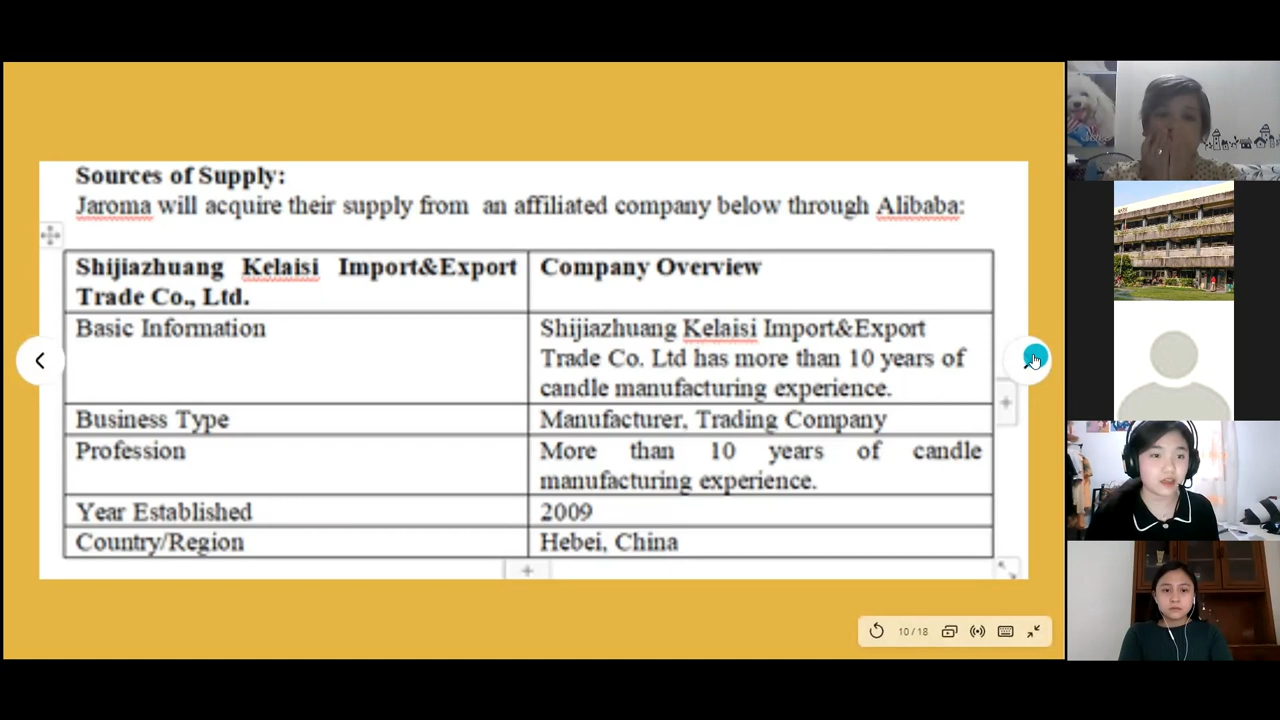 Sources of Supply:
Jaroma will acquire their supply from an affiliated company below through Alibaba:
Shijiazhuang Kelaisi Import&Export
Trade Co., Ltd.
Company Overview
Basic Information
Shijiazhuang Kelaisi Import&Export
Trade Co. Ltd has more than 10 years of
candle manufacturing experience.
Business Type
Manufacturer, Trading Company
Profession
More than 10 years of candle
manufacturing experience.
Year Established
2009
Country/Region
Hebei, China
10/18